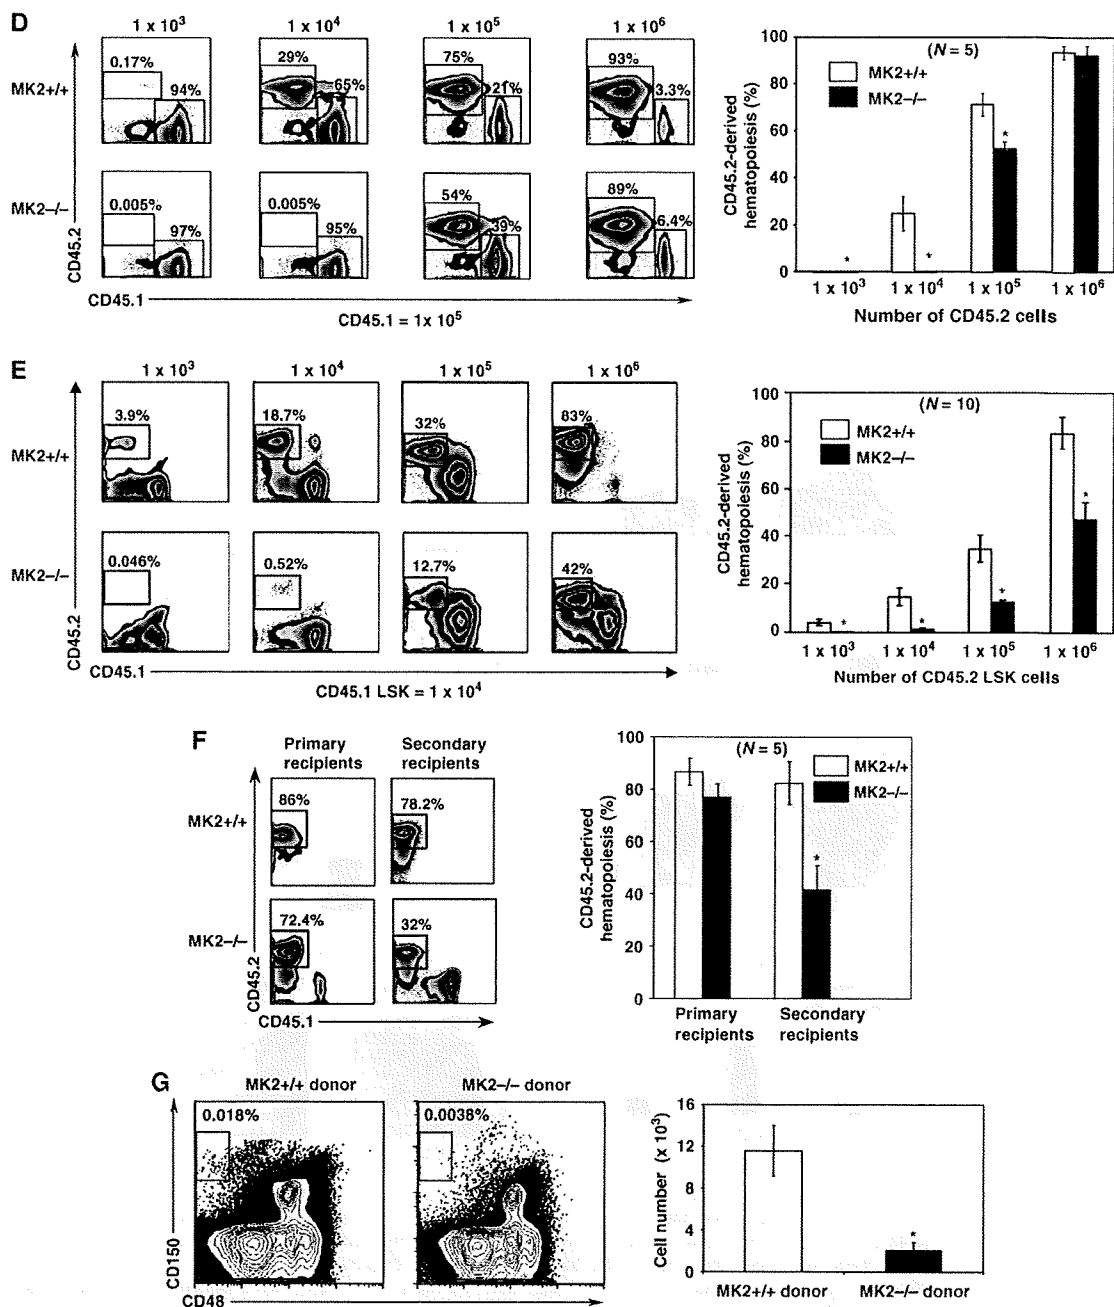 D
1 x 10³ 1 x 10⁴ 1 x 10⁵ 1 x 10⁶
MK2+/+
0.17% 94%
29% 65%
75% 21%
93% 3.3%
MK2–/–
0.005% 97%
0.005% 95%
54% 39%
89% 6.4%
CD45.2
CD45.1
CD45.1 = 1x 10⁵
CD45.2-derived
hematopoiesis (%)
100
80
60
40
20
0
(N = 5)
MK2+/+
MK2–/–
*
*
*
1 x 10³ 1 x 10⁴ 1 x 10⁵ 1 x 10⁶
Number of CD45.2 cells
E
1 x 10³ 1 x 10⁴ 1 x 10⁵ 1 x 10⁶
MK2+/+
3.9% 18.7% 32% 83%
MK2–/–
0.046% 0.52% 12.7% 42%
CD45.2
CD45.1
CD45.1 LSK = 1 x 10⁴
CD45.2-derived
hematopoiesis (%)
100
80
60
40
20
0
(N = 10)
MK2+/+
MK2–/–
*
*
*
*
1 x 10³ 1 x 10⁴ 1 x 10⁵ 1 x 10⁶
Number of CD45.2 LSK cells
F
Primary
recipients
Secondary
recipients
MK2+/+
86% 78.2%
MK2–/–
72.4% 32%
CD45.2
CD45.1
CD45.2-derived
hematopoiesis (%)
100
80
60
40
20
0
(N = 5)
MK2+/+
MK2–/–
*
Primary
recipients
Secondary
recipients
G
MK2+/+ donor MK2–/– donor
0.018% 0.0038%
CD150
CD48
Cell number (x 10³)
16
12
8
4
0
*
MK2+/+ donor MK2–/– donor